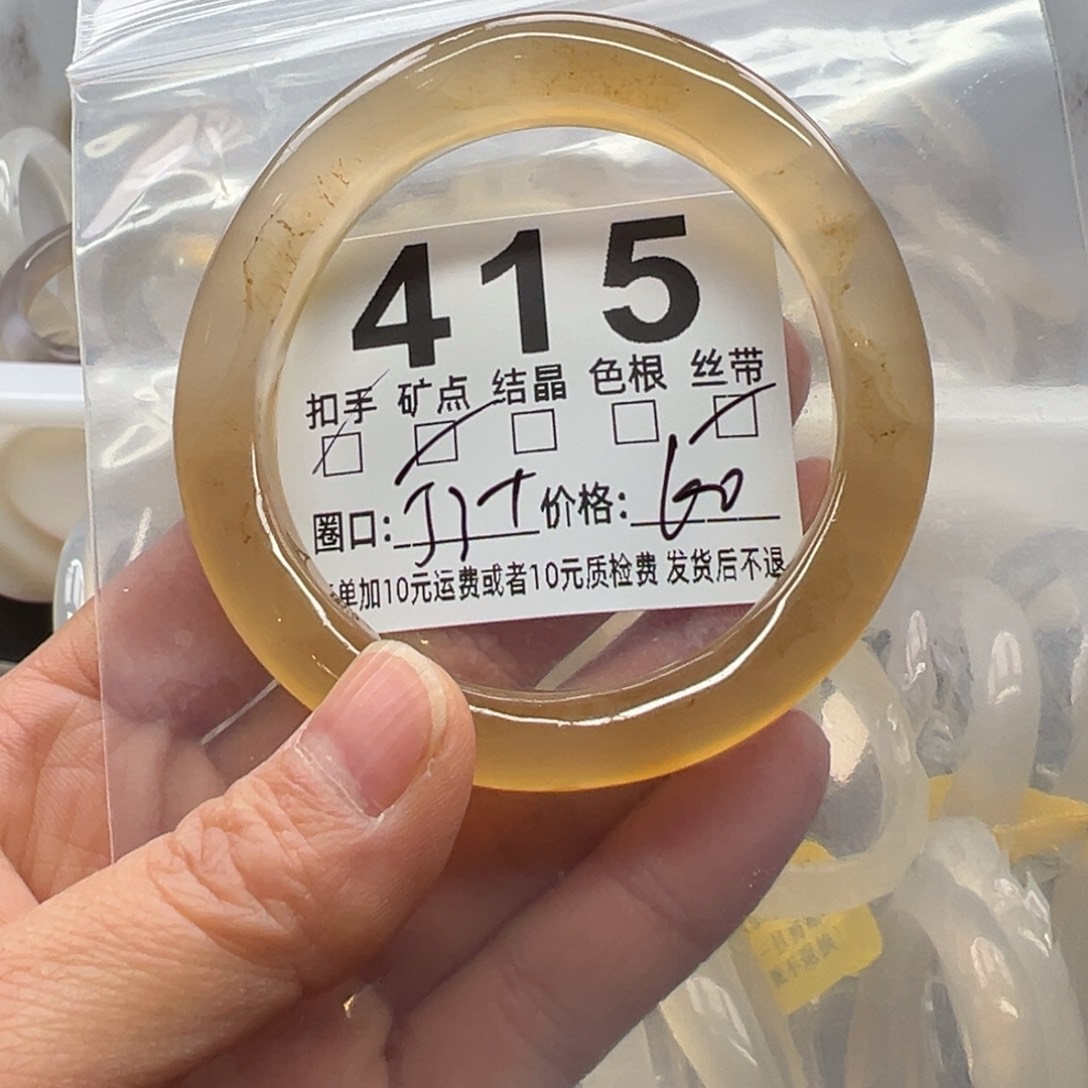 415
扣手 矿点 结晶 色根 丝带
圈口: 价格:
单加10元运费或者10元质检费 发货后不退